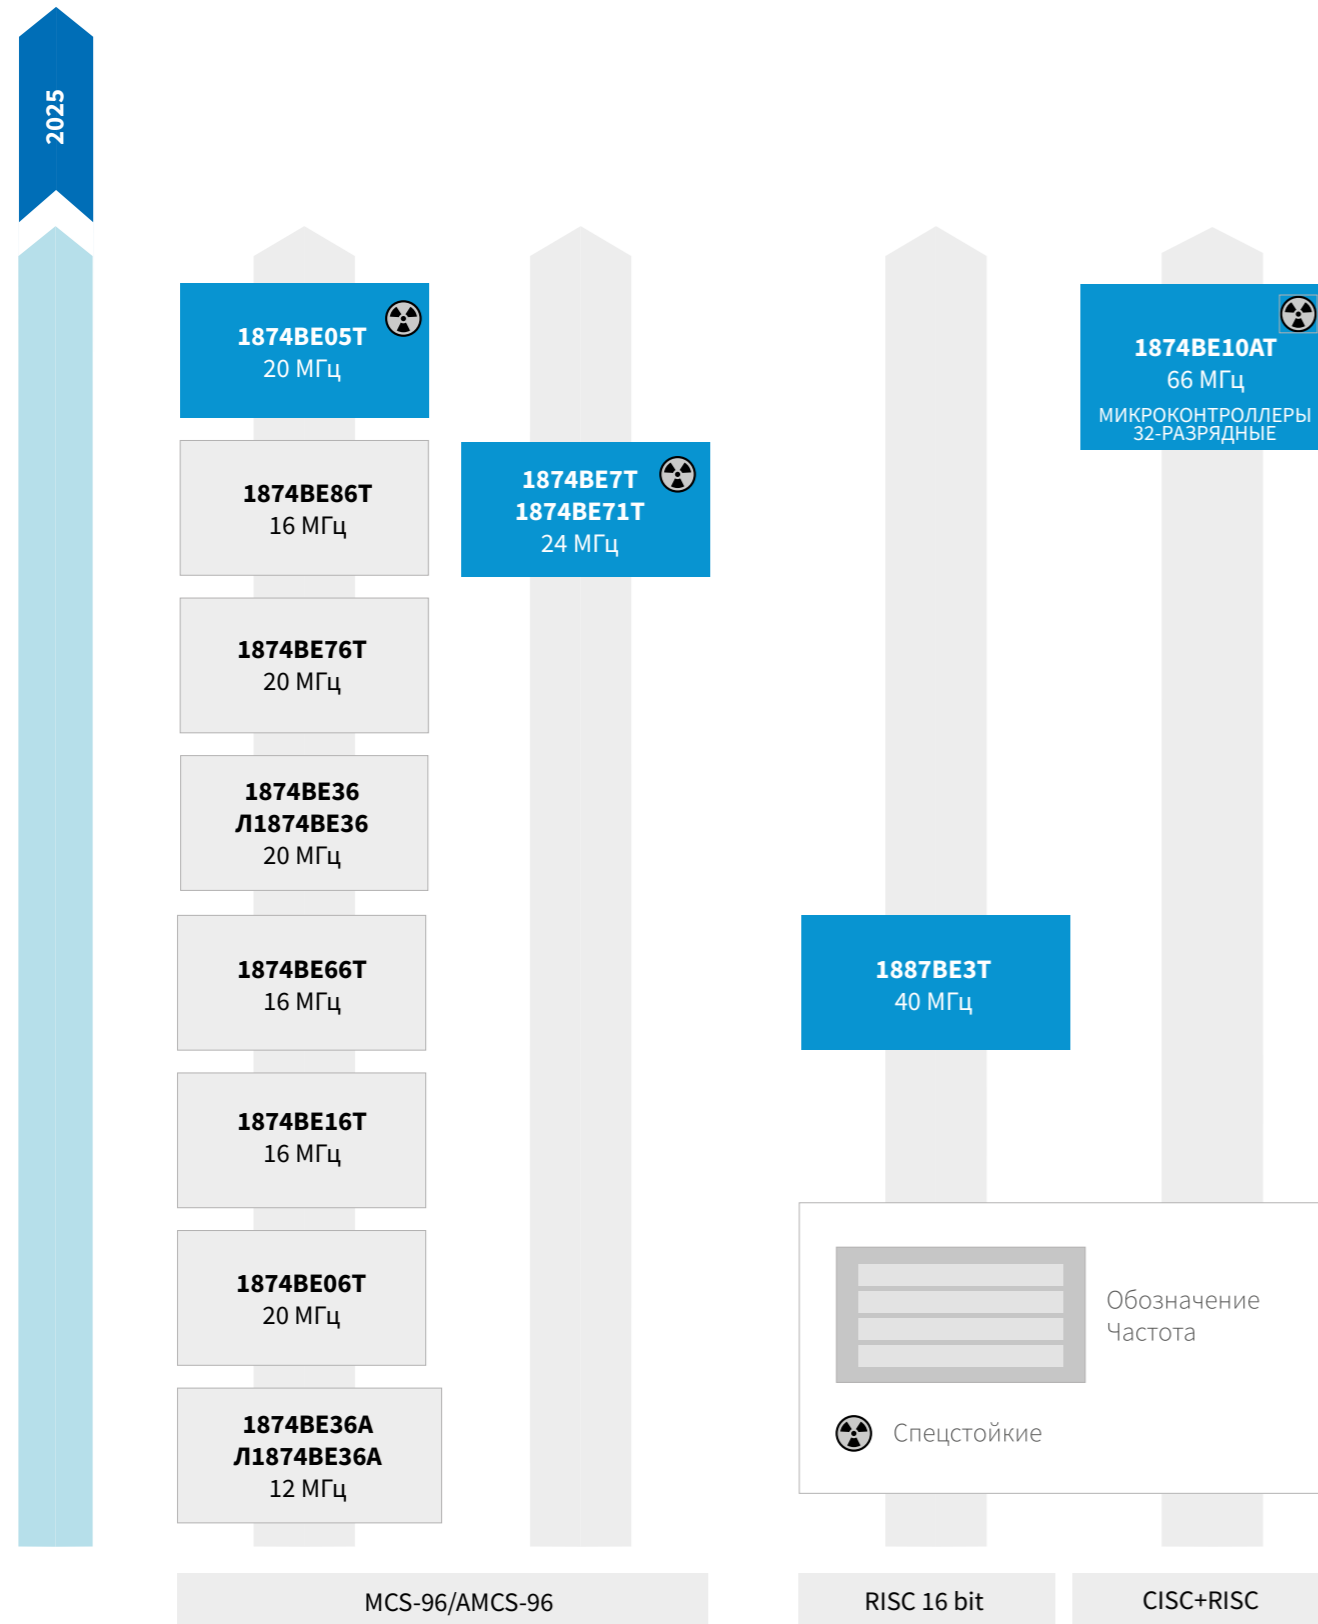 2025
1874ВЕ05Т
20 МГц
1874ВЕ10АТ
66 МГц
МИКРОКОНТРОЛЛЕРЫ
32-РАЗРЯДНЫЕ
1874ВЕ86Т
16 МГц
1874ВЕ7Т
1874ВЕ71Т
24 МГц
1874ВЕ76Т
20 МГц
1874ВЕ36
Л1874ВЕ36
20 МГц
1874ВЕ66Т
16 МГц
1887ВЕ3Т
40 МГц
1874ВЕ16Т
16 МГц
1874ВЕ06Т
20 МГц
Обозначение
Частота
Спецстойкие
1874ВЕ36А
Л1874ВЕ36А
12 МГц
MCS-96/AMCS-96
RISC 16 bit
CISC+RISC